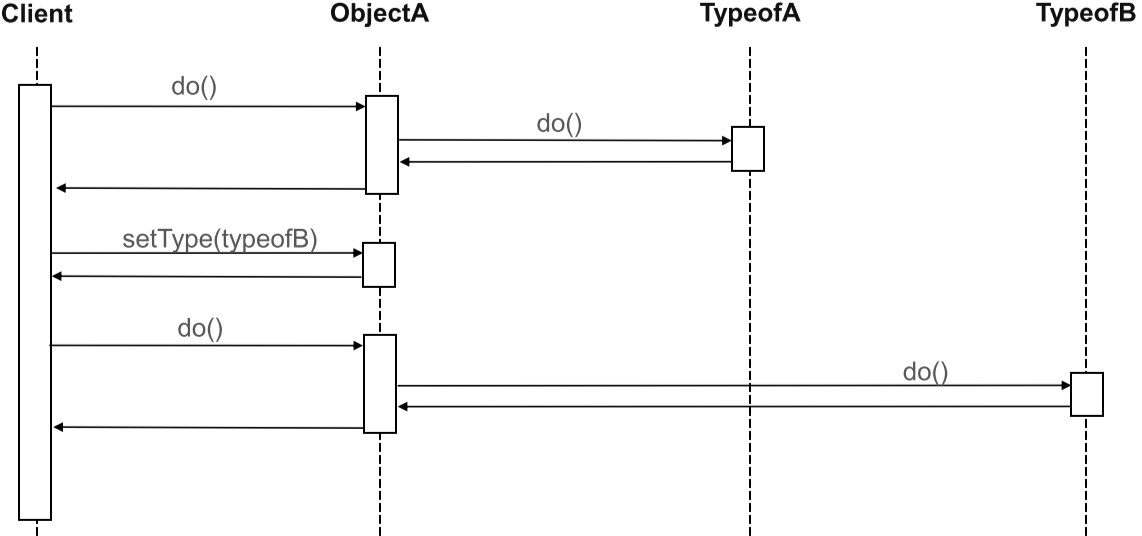 Client ObjectA TypeofA TypeofB
do()
do()
setType(typeofB)
do()
do()